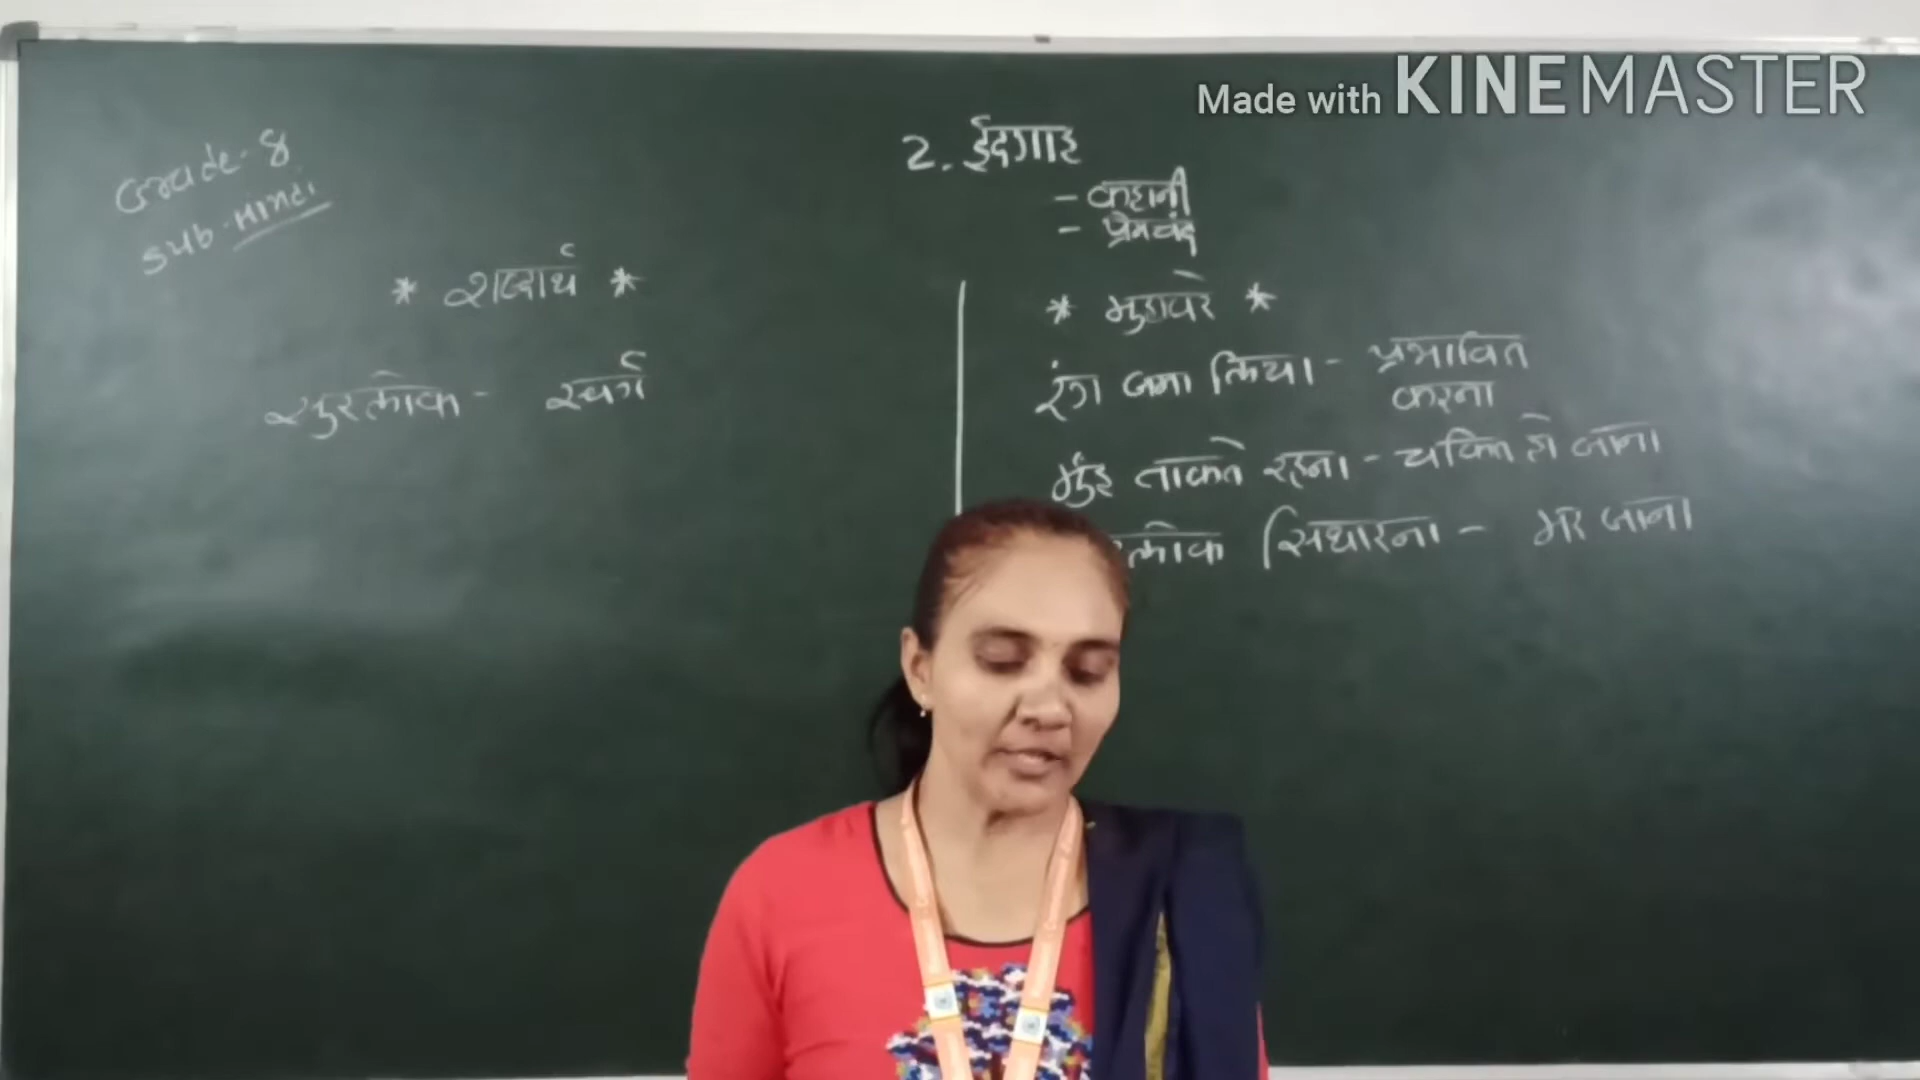 Made with KINEMASTER
Grade-8
Sub-Hindi
2. ईदगाह
- कहानी
- प्रेमचंद
* शब्दार्थ *
सुरलोक - स्वर्ग
* मुहावरे *
रंग जमा लिया - प्रभावित
करना
मुँह ताकते रहना - चकित हो जाना
लोक सिधारना - मर जाना